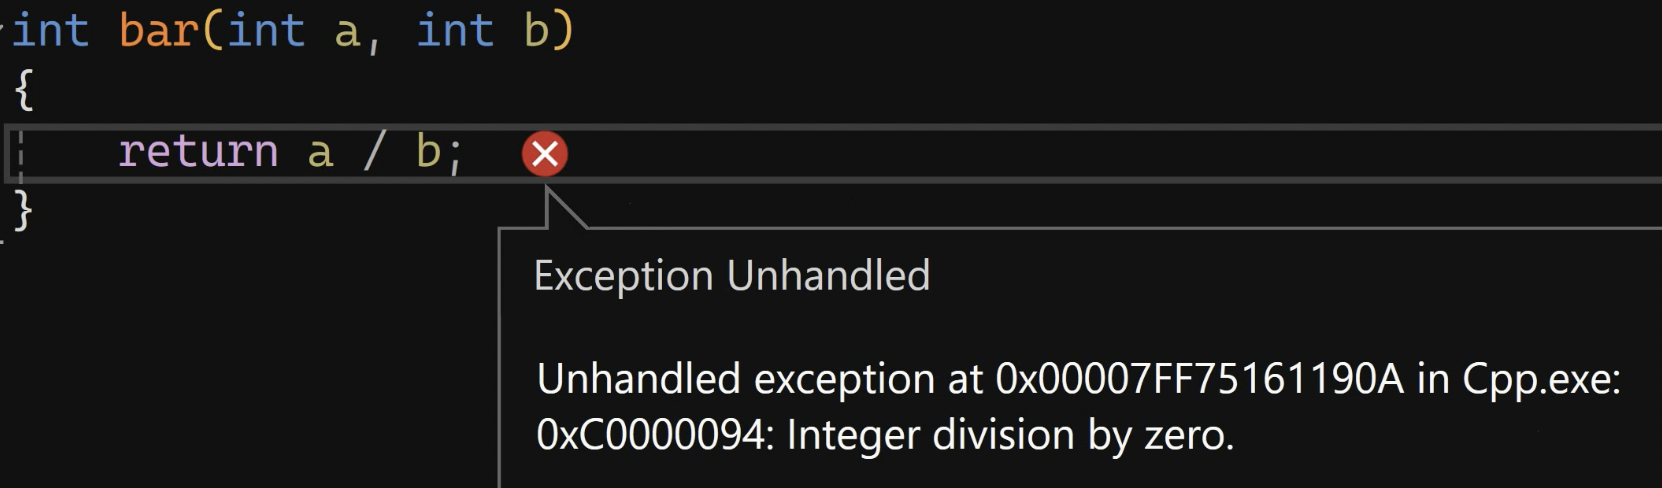 int bar(int a, int b)
{
return a / b;
}
Exception Unhandled
Unhandled exception at 0x00007FF75161190A in Cpp.exe:
0xC0000094: Integer division by zero.